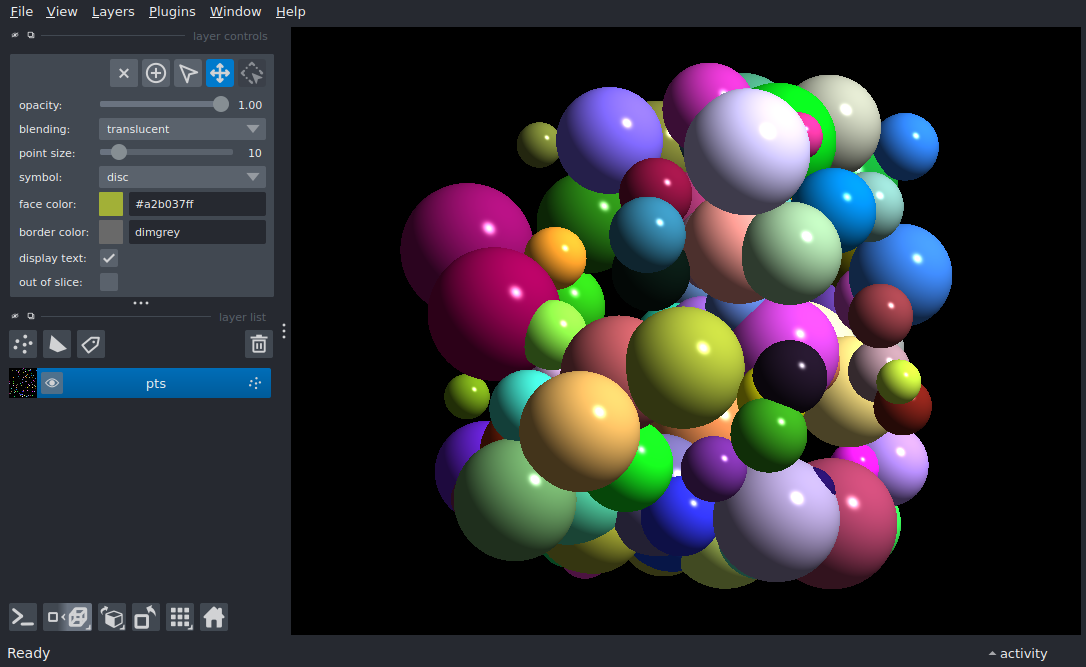 File View Layers Plugins Window Help
layer controls
opacity: 1.00
blending: translucent
point size: 10
symbol: disc
face color: #a2b037ff
border color: dimgrey
display text:
out of slice:
layer list
pts
Ready
activity